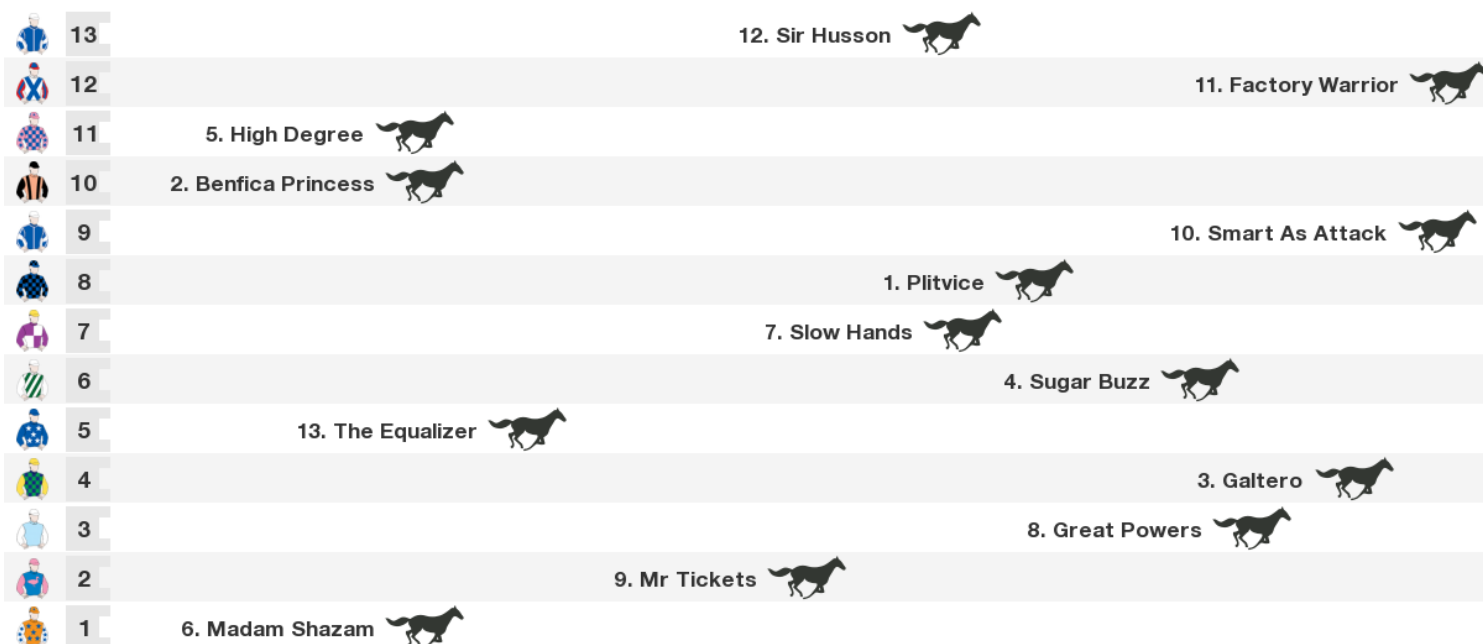 13 12. Sir Husson
12 11. Factory Warrior
11 5. High Degree
10 2. Benfica Princess
9 10. Smart As Attack
8 1. Plitvice
7 7. Slow Hands
6 4. Sugar Buzz
5 13. The Equalizer
4 3. Galtero
3 8. Great Powers
2 9. Mr Tickets
1 6. Madam Shazam